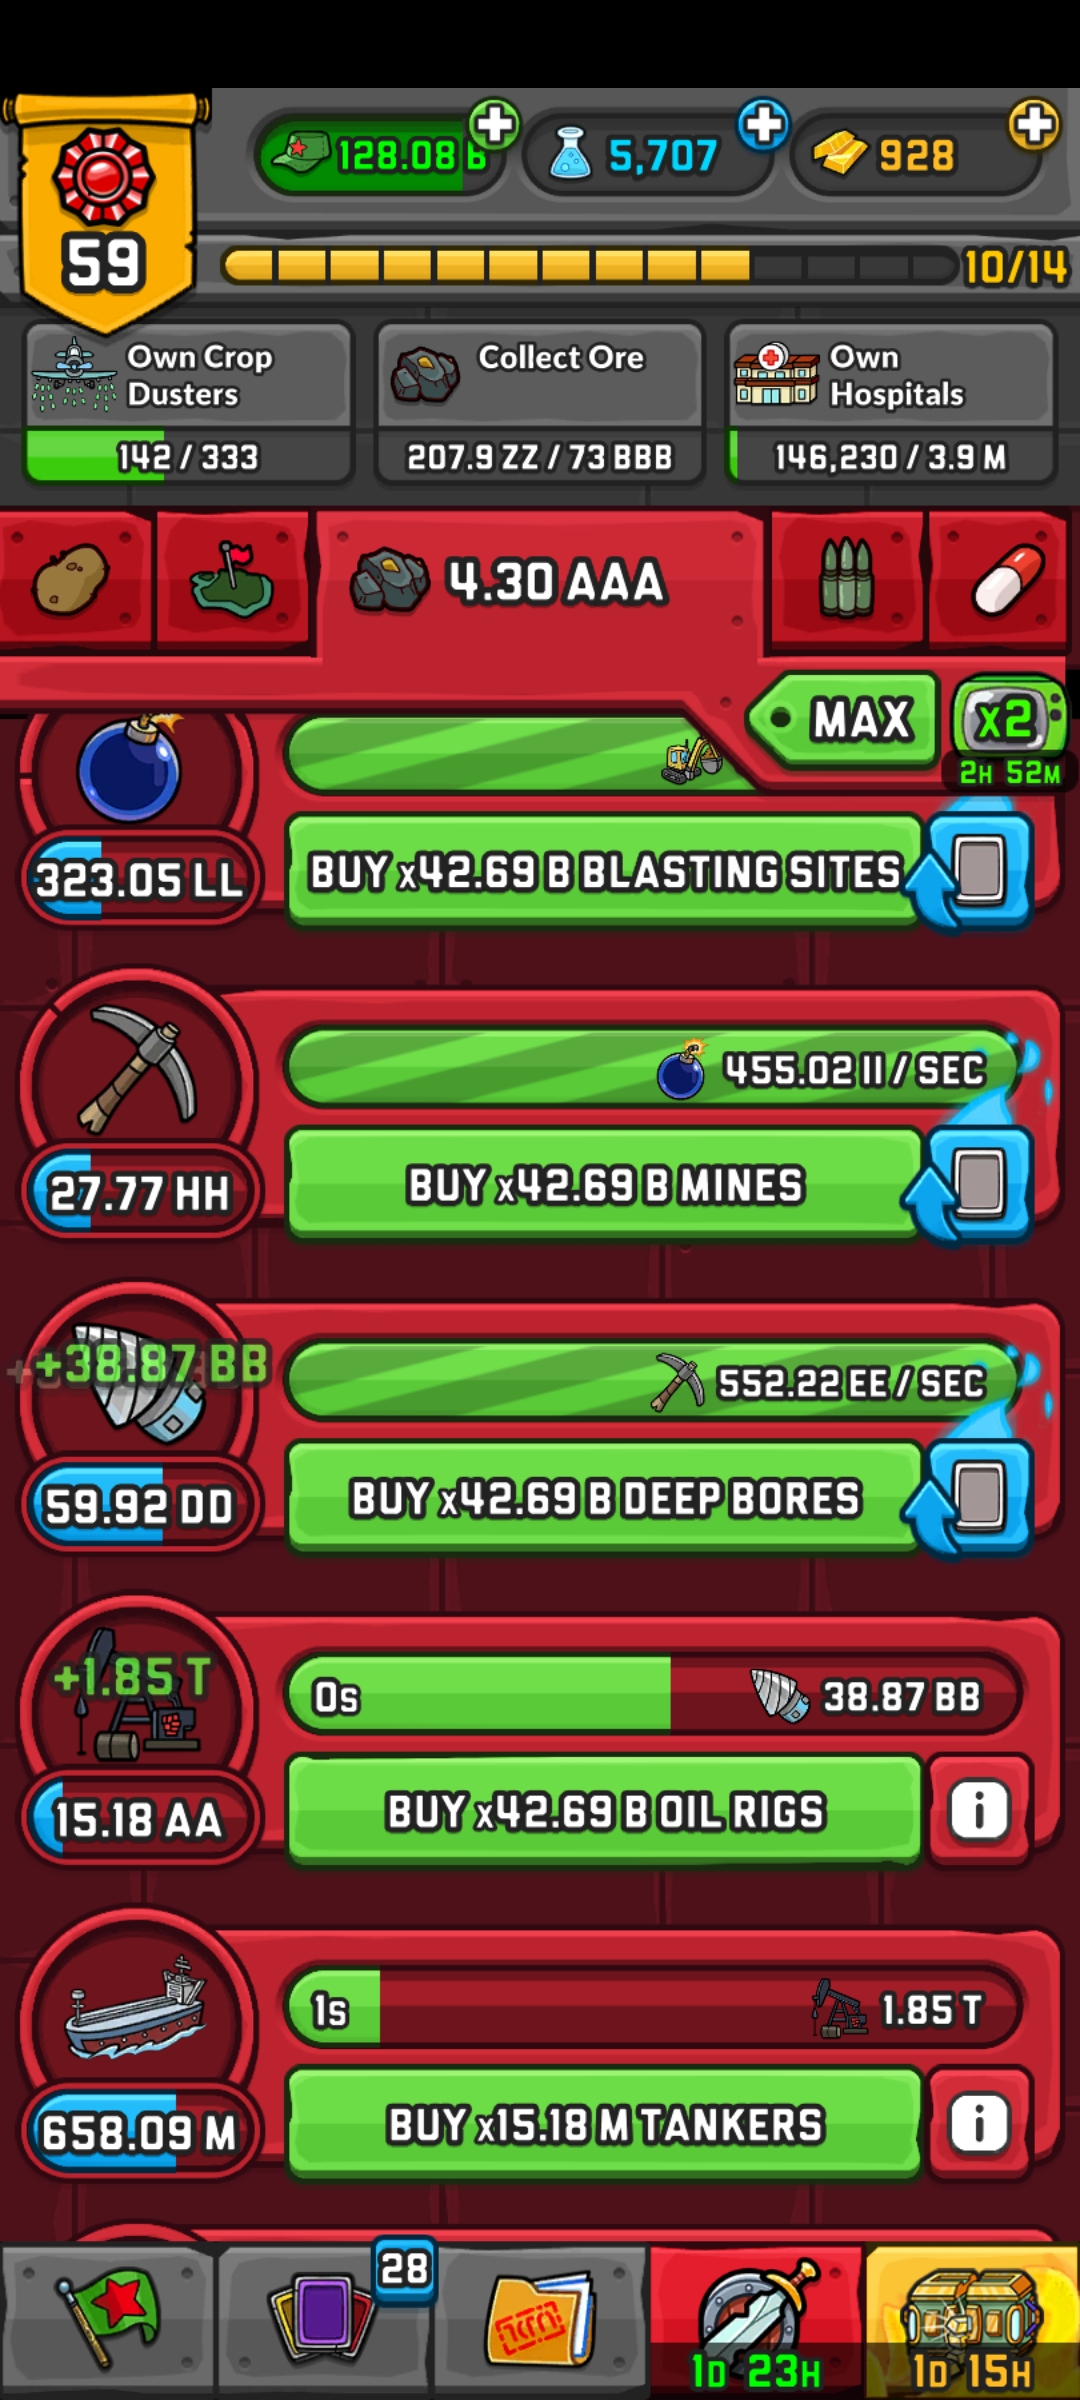 128.08 B
5,707
928
59
10/14
Own Crop
Dusters
142 / 333
Collect Ore
207.9 ZZ / 73 BBB
Own
Hospitals
146,230 / 3.9 M
4.30 AAA
MAX
x2
2H 52M
323.05 LL
BUY x42.69 B BLASTING SITES
455.02 II / SEC
27.77 HH
BUY x42.69 B MINES
+38.87 BB
552.22 EE / SEC
59.92 DD
BUY x42.69 B DEEP BORES
+1.85 T
0s
38.87 BB
15.18 AA
BUY x42.69 B OIL RIGS
i
1s
1.85 T
658.09 M
BUY x15.18 M TANKERS
i
28
1D 23H
1D 15H